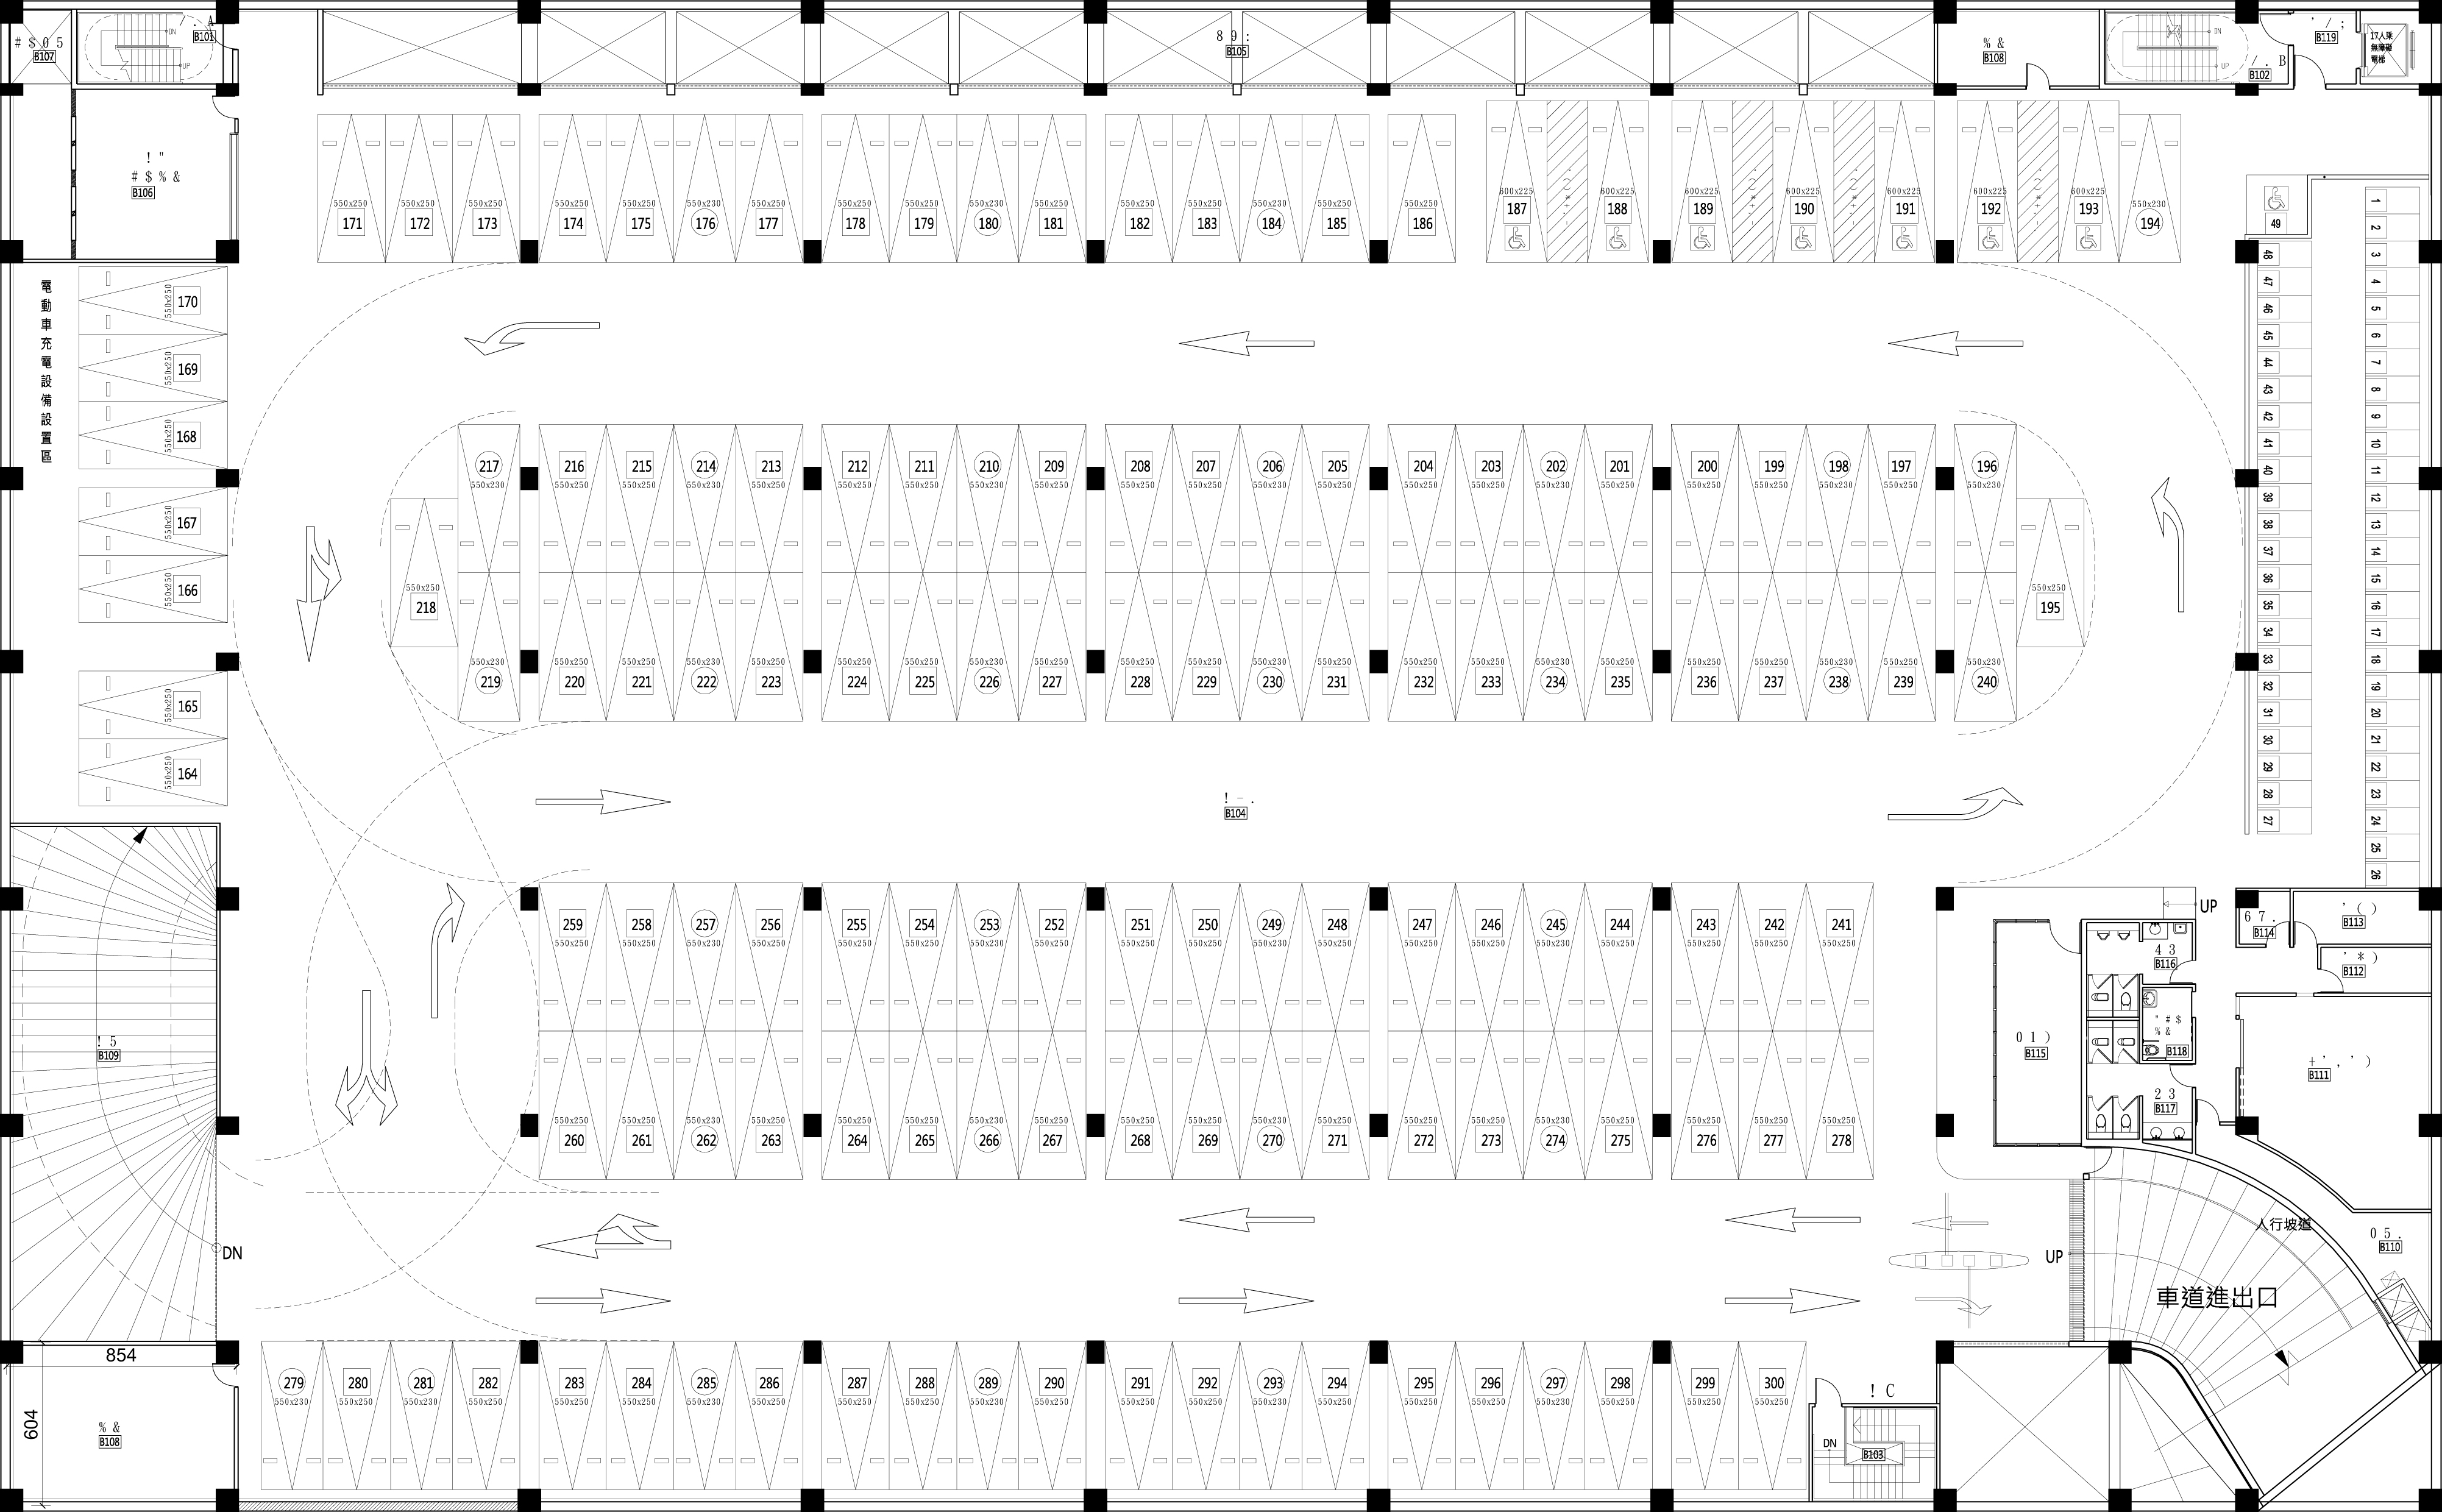 /. A
B101
# $ 0 5
B107
DN
UP
8 9 :
B105
% &
B108
DN
UP
/. B
B102
' / ;
B119
17人乘
無障礙
電梯
! "
# $ % &
B106
550x250 550x250 550x250 550x250 550x250 550x230 550x250 550x250 550x250 550x230 550x250 550x250 550x250 550x230 550x250 550x250 600x225 600x225 600x225 600x225 600x225 600x225 600x225 550x230
171 172 173 174 175 176 177 178 179 180 181 182 183 184 185 186 187 188 189 190 191 192 193 194
電動車充電設備設置區
550x250 170
550x250 169
550x250 168
550x250 167
550x250 166
550x250 165
550x250 164
49
48 47 46 45 44 43 42 41 40 39 38 37 36 35 34 33 32 31 30 29 28 27
1 2 3 4 5 6 7 8 9 10 11 12 13 14 15 16 17 18 19 20 21 22 23 24 25 26
217 216 215 214 213 212 211 210 209 208 207 206 205 204 203 202 201 200 199 198 197 196
550x230 550x250 550x250 550x230 550x250 550x250 550x250 550x230 550x250 550x250 550x250 550x230 550x250 550x250 550x250 550x230 550x250 550x250 550x250 550x230 550x250 550x230
550x250
218
550x250
195
550x230 550x250 550x250 550x230 550x250 550x250 550x250 550x230 550x250 550x250 550x250 550x230 550x250 550x250 550x250 550x230 550x250 550x250 550x250 550x230 550x250 550x230
219 220 221 222 223 224 225 226 227 228 229 230 231 232 233 234 235 236 237 238 239 240
! - .
B104
259 258 257 256 255 254 253 252 251 250 249 248 247 246 245 244 243 242 241
550x250 550x250 550x230 550x250 550x250 550x250 550x230 550x250 550x250 550x250 550x230 550x250 550x250 550x250 550x230 550x250 550x250 550x250 550x250
UP
6 7 .
B114
' ( )
B113
4 3
B116
' * )
B112
! 5
B109
0 1 )
B115
" # $
% &
B118
+ ' , ' )
B111
2 3
B117
550x250 550x250 550x230 550x250 550x250 550x250 550x230 550x250 550x250 550x250 550x230 550x250 550x250 550x250 550x230 550x250 550x250 550x250 550x250
260 261 262 263 264 265 266 267 268 269 270 271 272 273 274 275 276 277 278
DN
UP
人行坡道
0 5 .
B110
車道進出口
854
604
% &
B108
279 280 281 282 283 284 285 286 287 288 289 290 291 292 293 294 295 296 297 298 299 300
550x230 550x250 550x230 550x250 550x250 550x250 550x230 550x250 550x250 550x250 550x230 550x250 550x250 550x250 550x230 550x250 550x250 550x250 550x230 550x250 550x250 550x250
! C
DN
B103